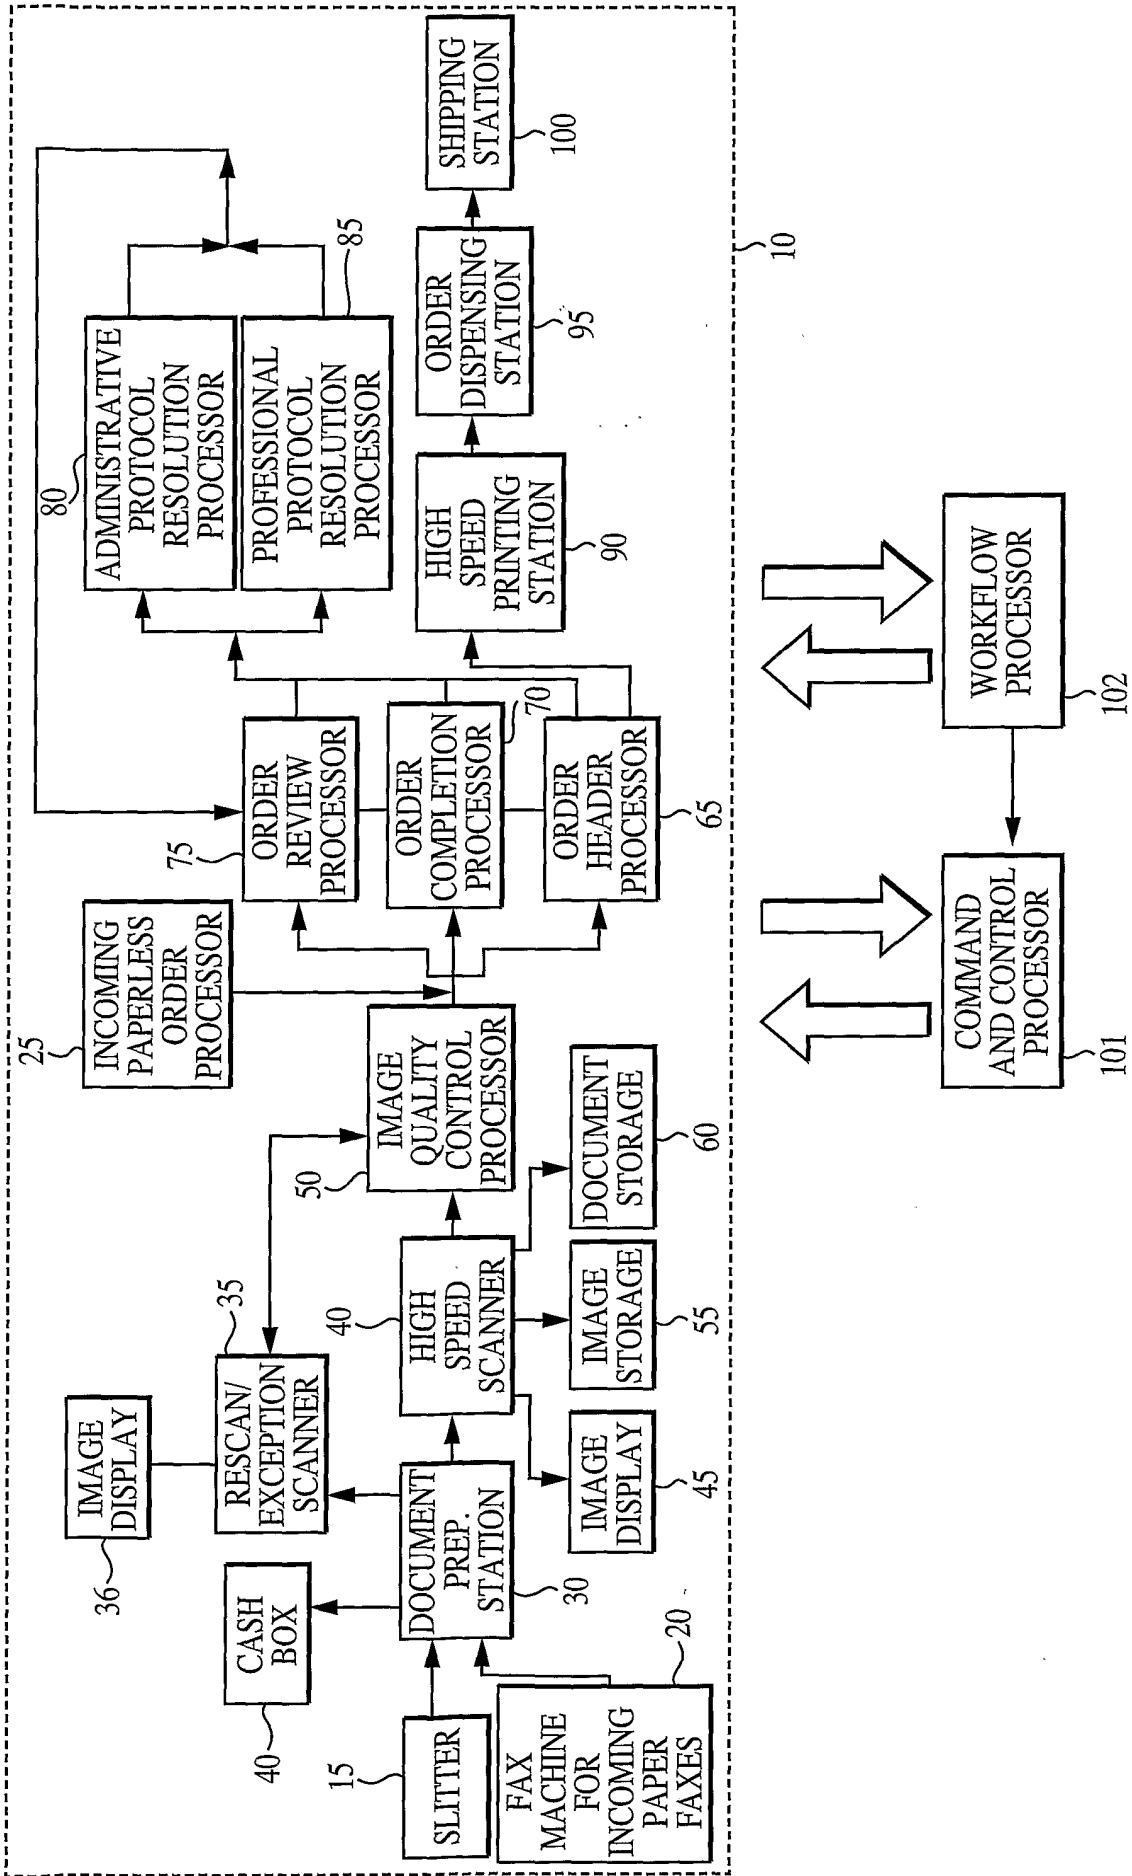 SLITTER
15
FAX
MACHINE
FOR
INCOMING
PAPER
FAXES
20
CASH
BOX
40
DOCUMENT
PREP.
STATION
30
IMAGE
DISPLAY
36
RESCAN/
EXCEPTION
SCANNER
35
HIGH
SPEED
SCANNER
40
IMAGE
DISPLAY
45
IMAGE
STORAGE
55
DOCUMENT
STORAGE
60
IMAGE
QUALITY
CONTROL
PROCESSOR
50
INCOMING
PAPERLESS
ORDER
PROCESSOR
25
ORDER
REVIEW
PROCESSOR
75
ORDER
COMPLETION
PROCESSOR
70
ORDER
HEADER
PROCESSOR
65
ADMINISTRATIVE
PROTOCOL
RESOLUTION
PROCESSOR
80
PROFESSIONAL
PROTOCOL
RESOLUTION
PROCESSOR
85
HIGH
SPEED
PRINTING
STATION
90
ORDER
DISPENSING
STATION
95
SHIPPING
STATION
100
10
COMMAND
AND CONTROL
PROCESSOR
101
WORKFLOW
PROCESSOR
102